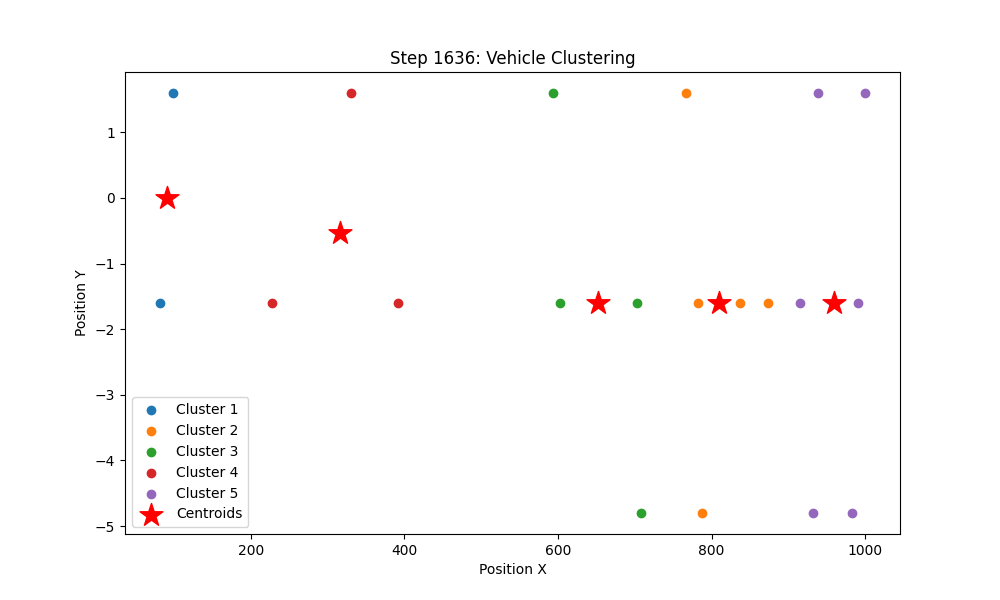 Step 1636: Vehicle Clustering
Position Y
1
0
−1
−2
−3
−4
−5
Cluster 1
Cluster 2
Cluster 3
Cluster 4
Cluster 5
Centroids
200 400 600 800 1000
Position X